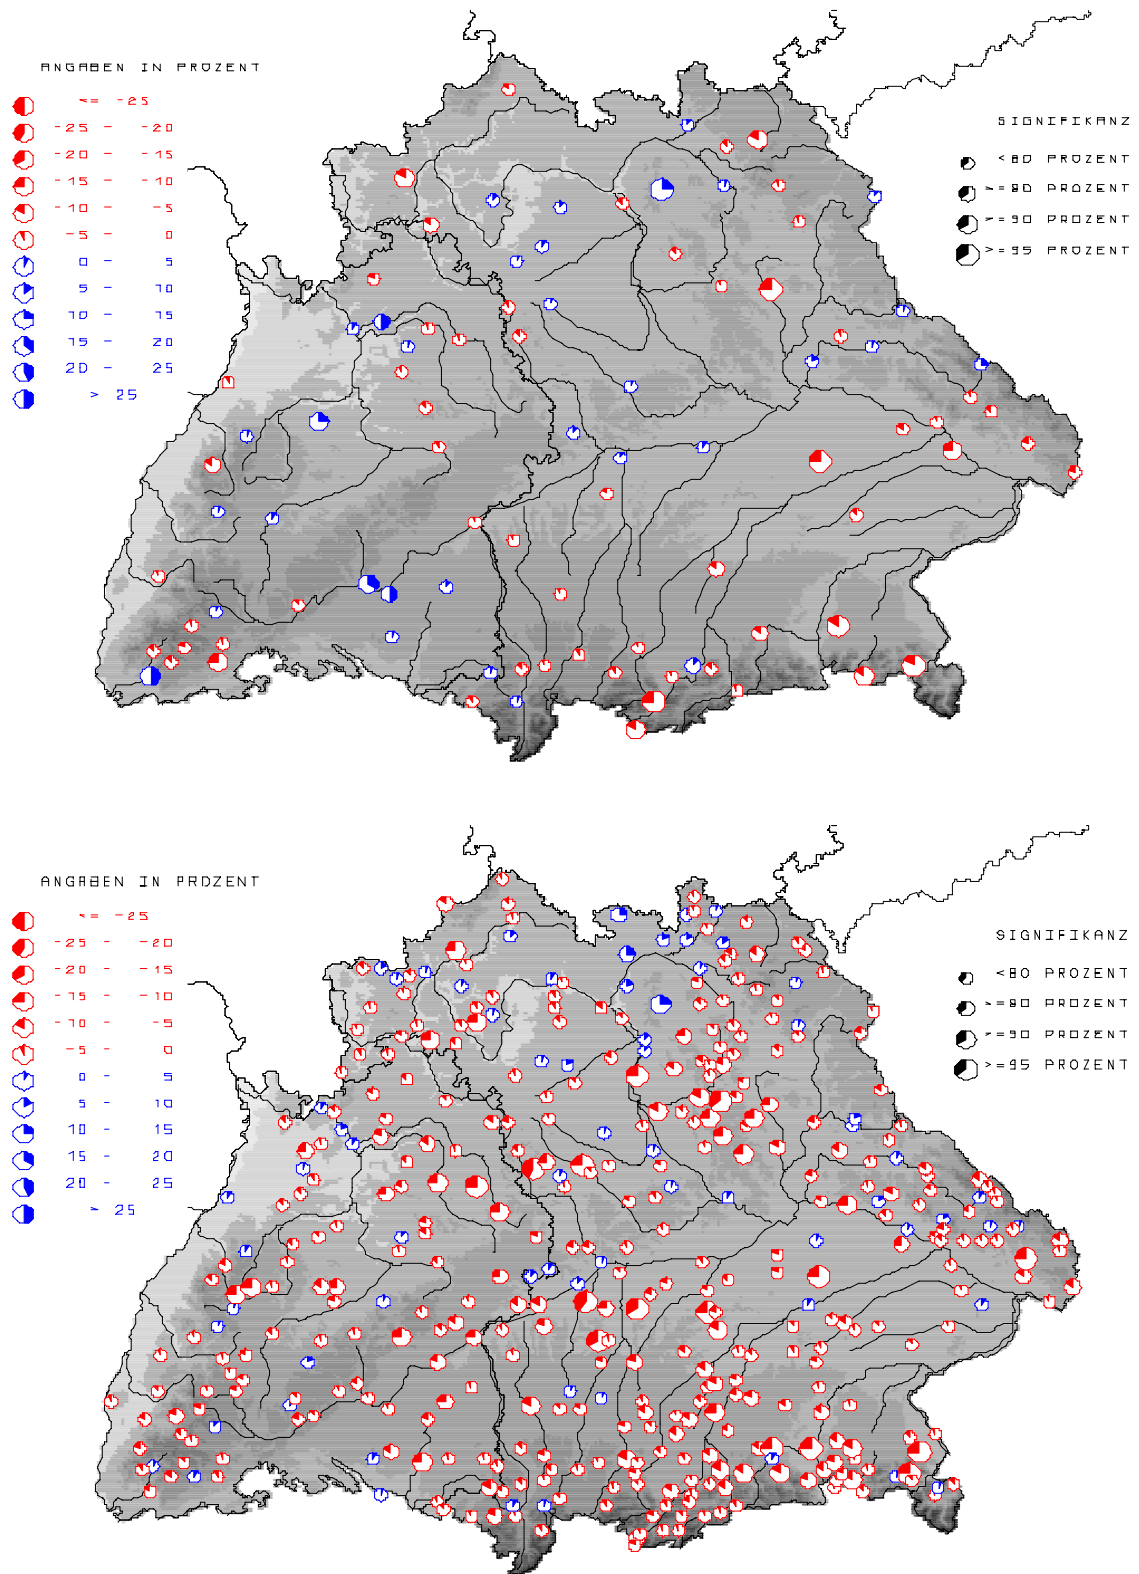 ANGABEN IN PROZENT
<= -25
-25 - -20
-20 - -15
-15 - -10
-10 - -5
-5 - 0
0 - 5
5 - 10
10 - 15
15 - 20
20 - 25
> 25
SIGNIFIKANZ
<80 PROZENT
>=80 PROZENT
>=90 PROZENT
>=95 PROZENT
ANGABEN IN PROZENT
<= -25
-25 - -20
-20 - -15
-15 - -10
-10 - -5
-5 - 0
0 - 5
5 - 10
10 - 15
15 - 20
20 - 25
> 25
SIGNIFIKANZ
<80 PROZENT
>=80 PROZENT
>=90 PROZENT
>=95 PROZENT